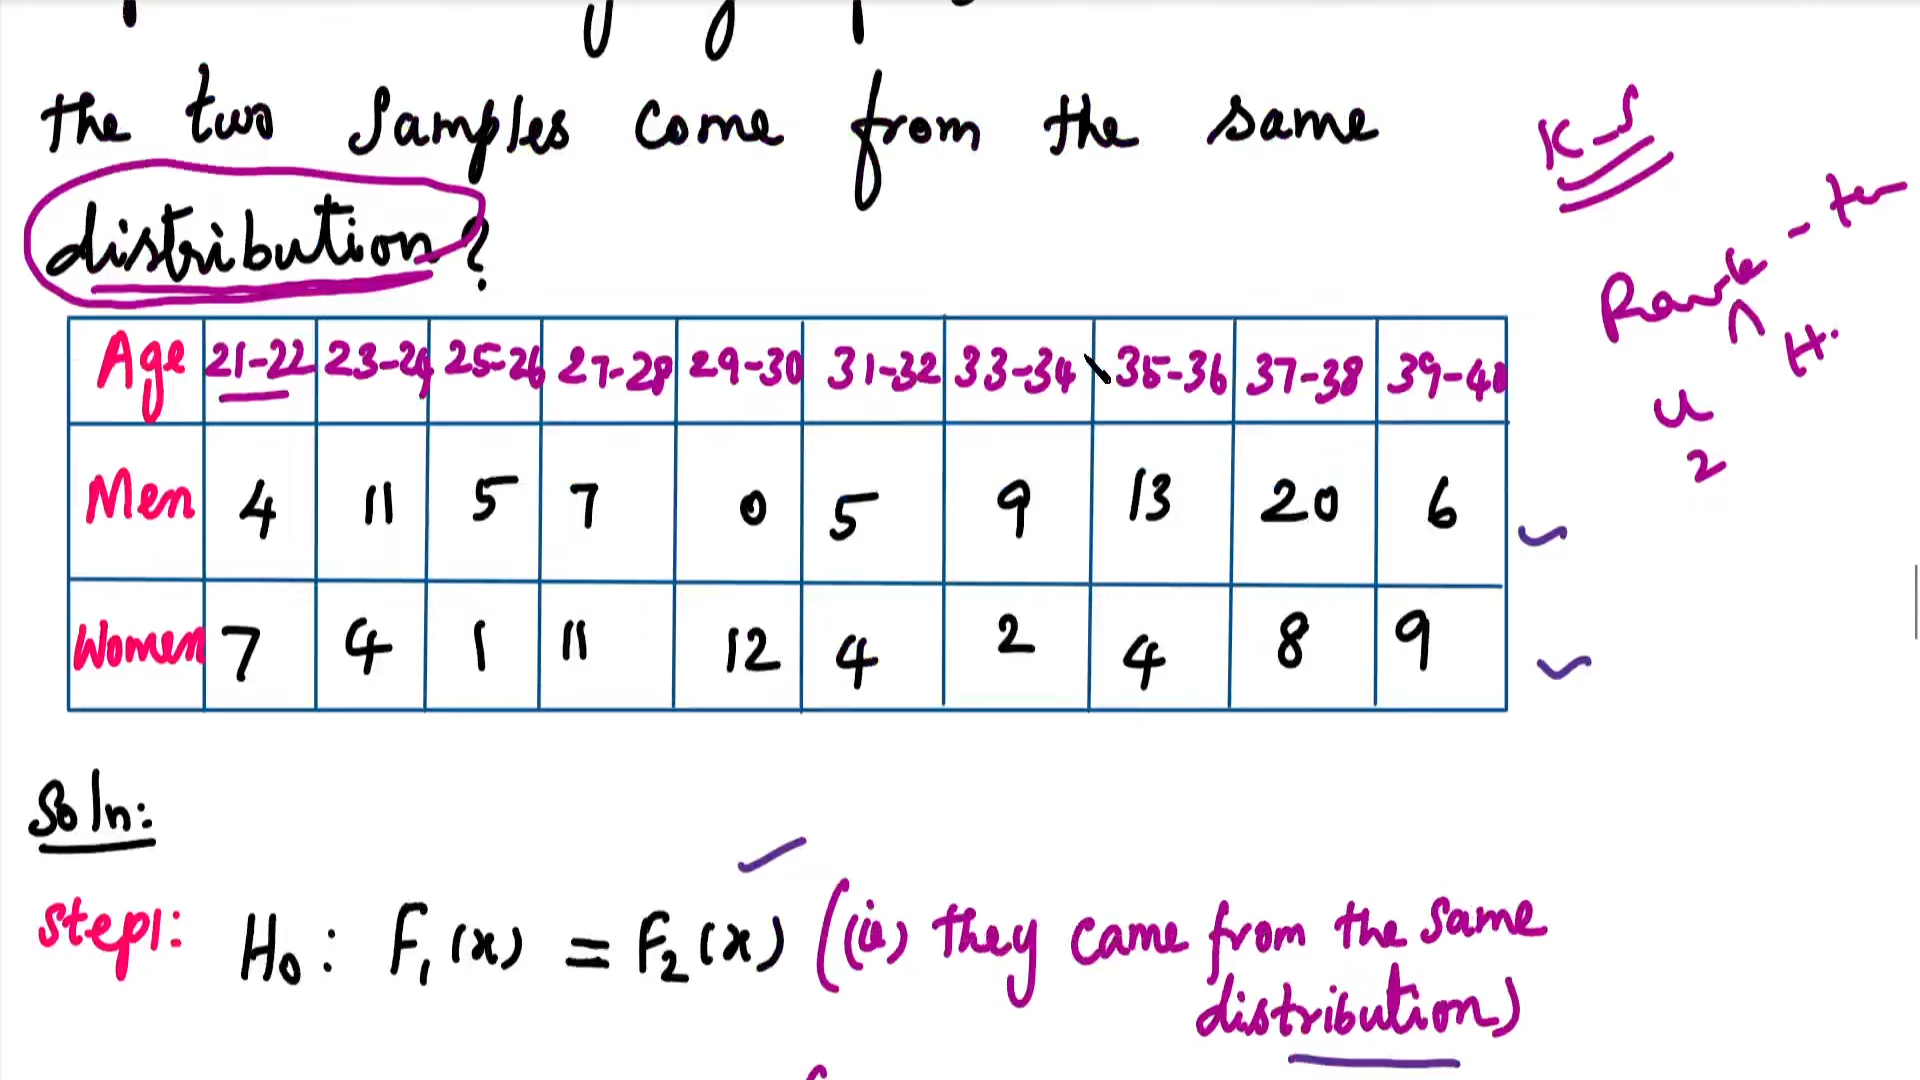 the two samples come from the same
distribution?
K-S
Rank
H.
u
2
Age 21-22 23-24 25-26 27-28 29-30 31-32 33-34 35-36 37-38 39-40
Men 4 11 5 7 0 5 9 13 20 6
Women 7 4 1 11 12 4 2 4 8 9
Soln:
Step1: H₀: F₁(x) = F₂(x) ((ie) they came from the same
distribution)